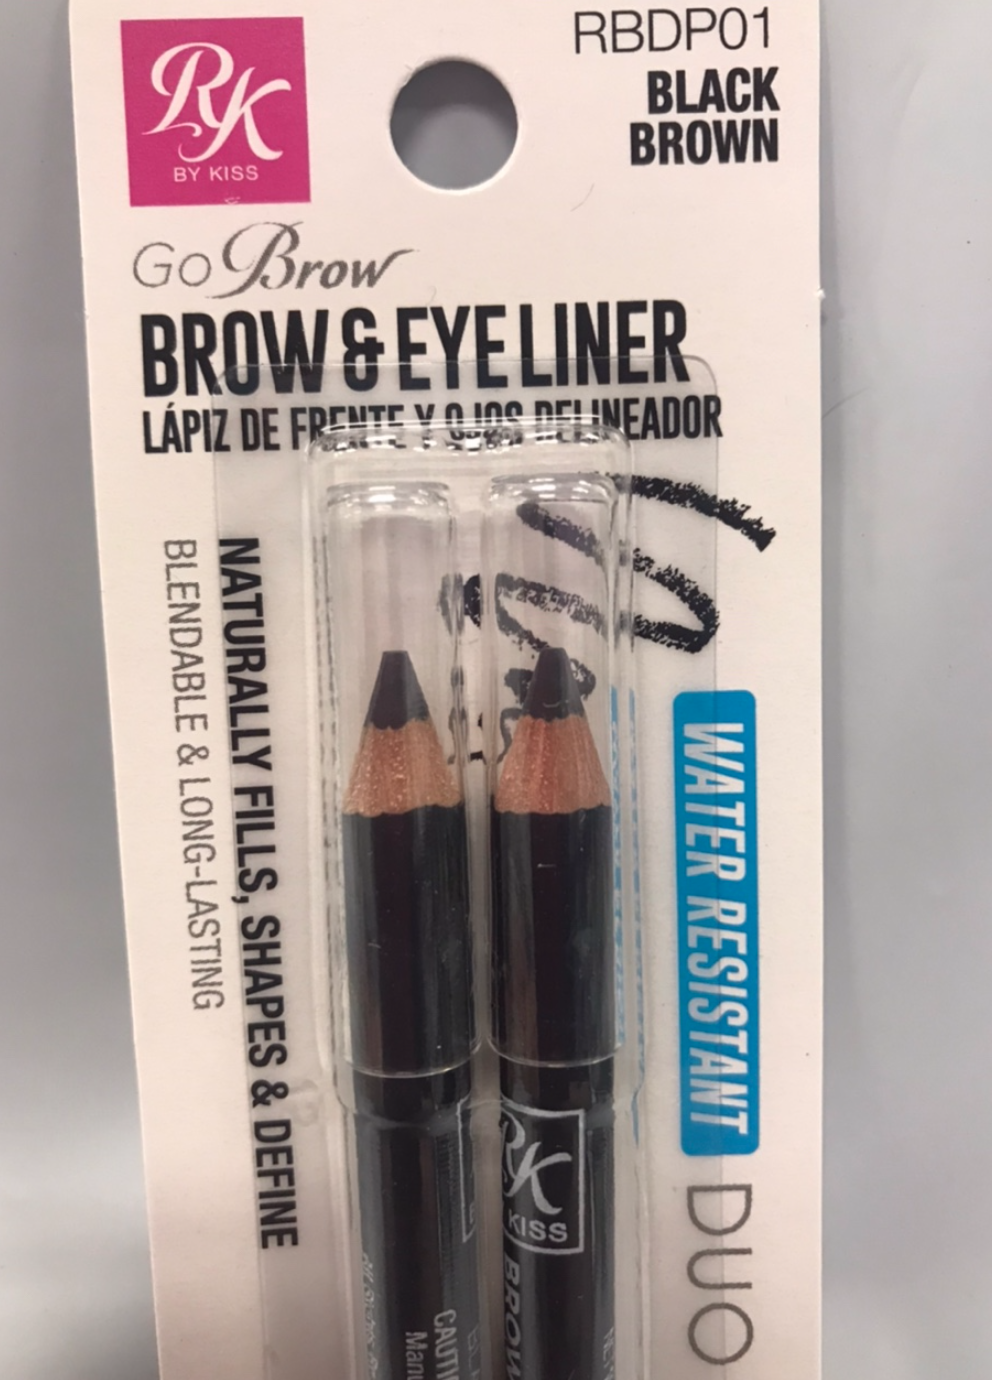 RK
BY KISS
RBDP01
BLACK
BROWN
Go Brow
BROW & EYE LINER
LÁPIZ DE FRENTE Y OJOS DELINEADOR
NATURALLY FILLS, SHAPES & DEFINE
BLENDABLE & LONG-LASTING
WATER RESISTANT
DUO
RK
KISS
BROW